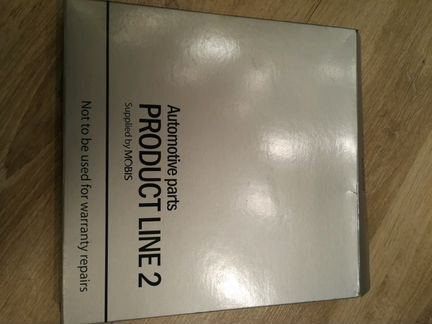 Automotive parts
PRODUCT LINE 2
Supplied by MOBIS
Not to be used for warranty repairs